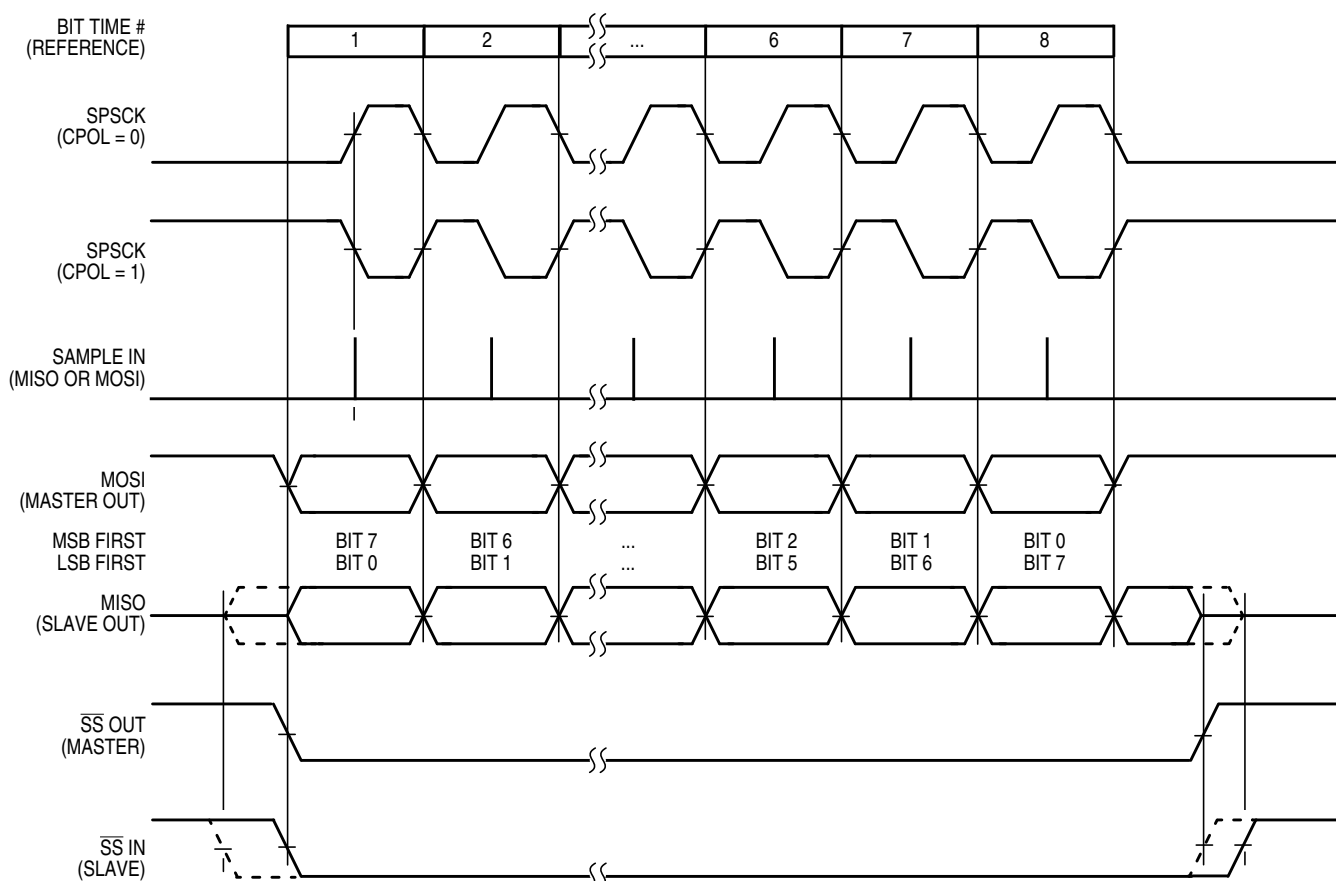 BIT TIME #
(REFERENCE)
1 2 ... 6 7 8
SPSCK
(CPOL = 0)
SPSCK
(CPOL = 1)
SAMPLE IN
(MISO OR MOSI)
MOSI
(MASTER OUT)
MSB FIRST BIT 7 BIT 6 ... BIT 2 BIT 1 BIT 0
LSB FIRST BIT 0 BIT 1 ... BIT 5 BIT 6 BIT 7
MISO
(SLAVE OUT)
S̅S̅ OUT
(MASTER)
S̅S̅ IN
(SLAVE)